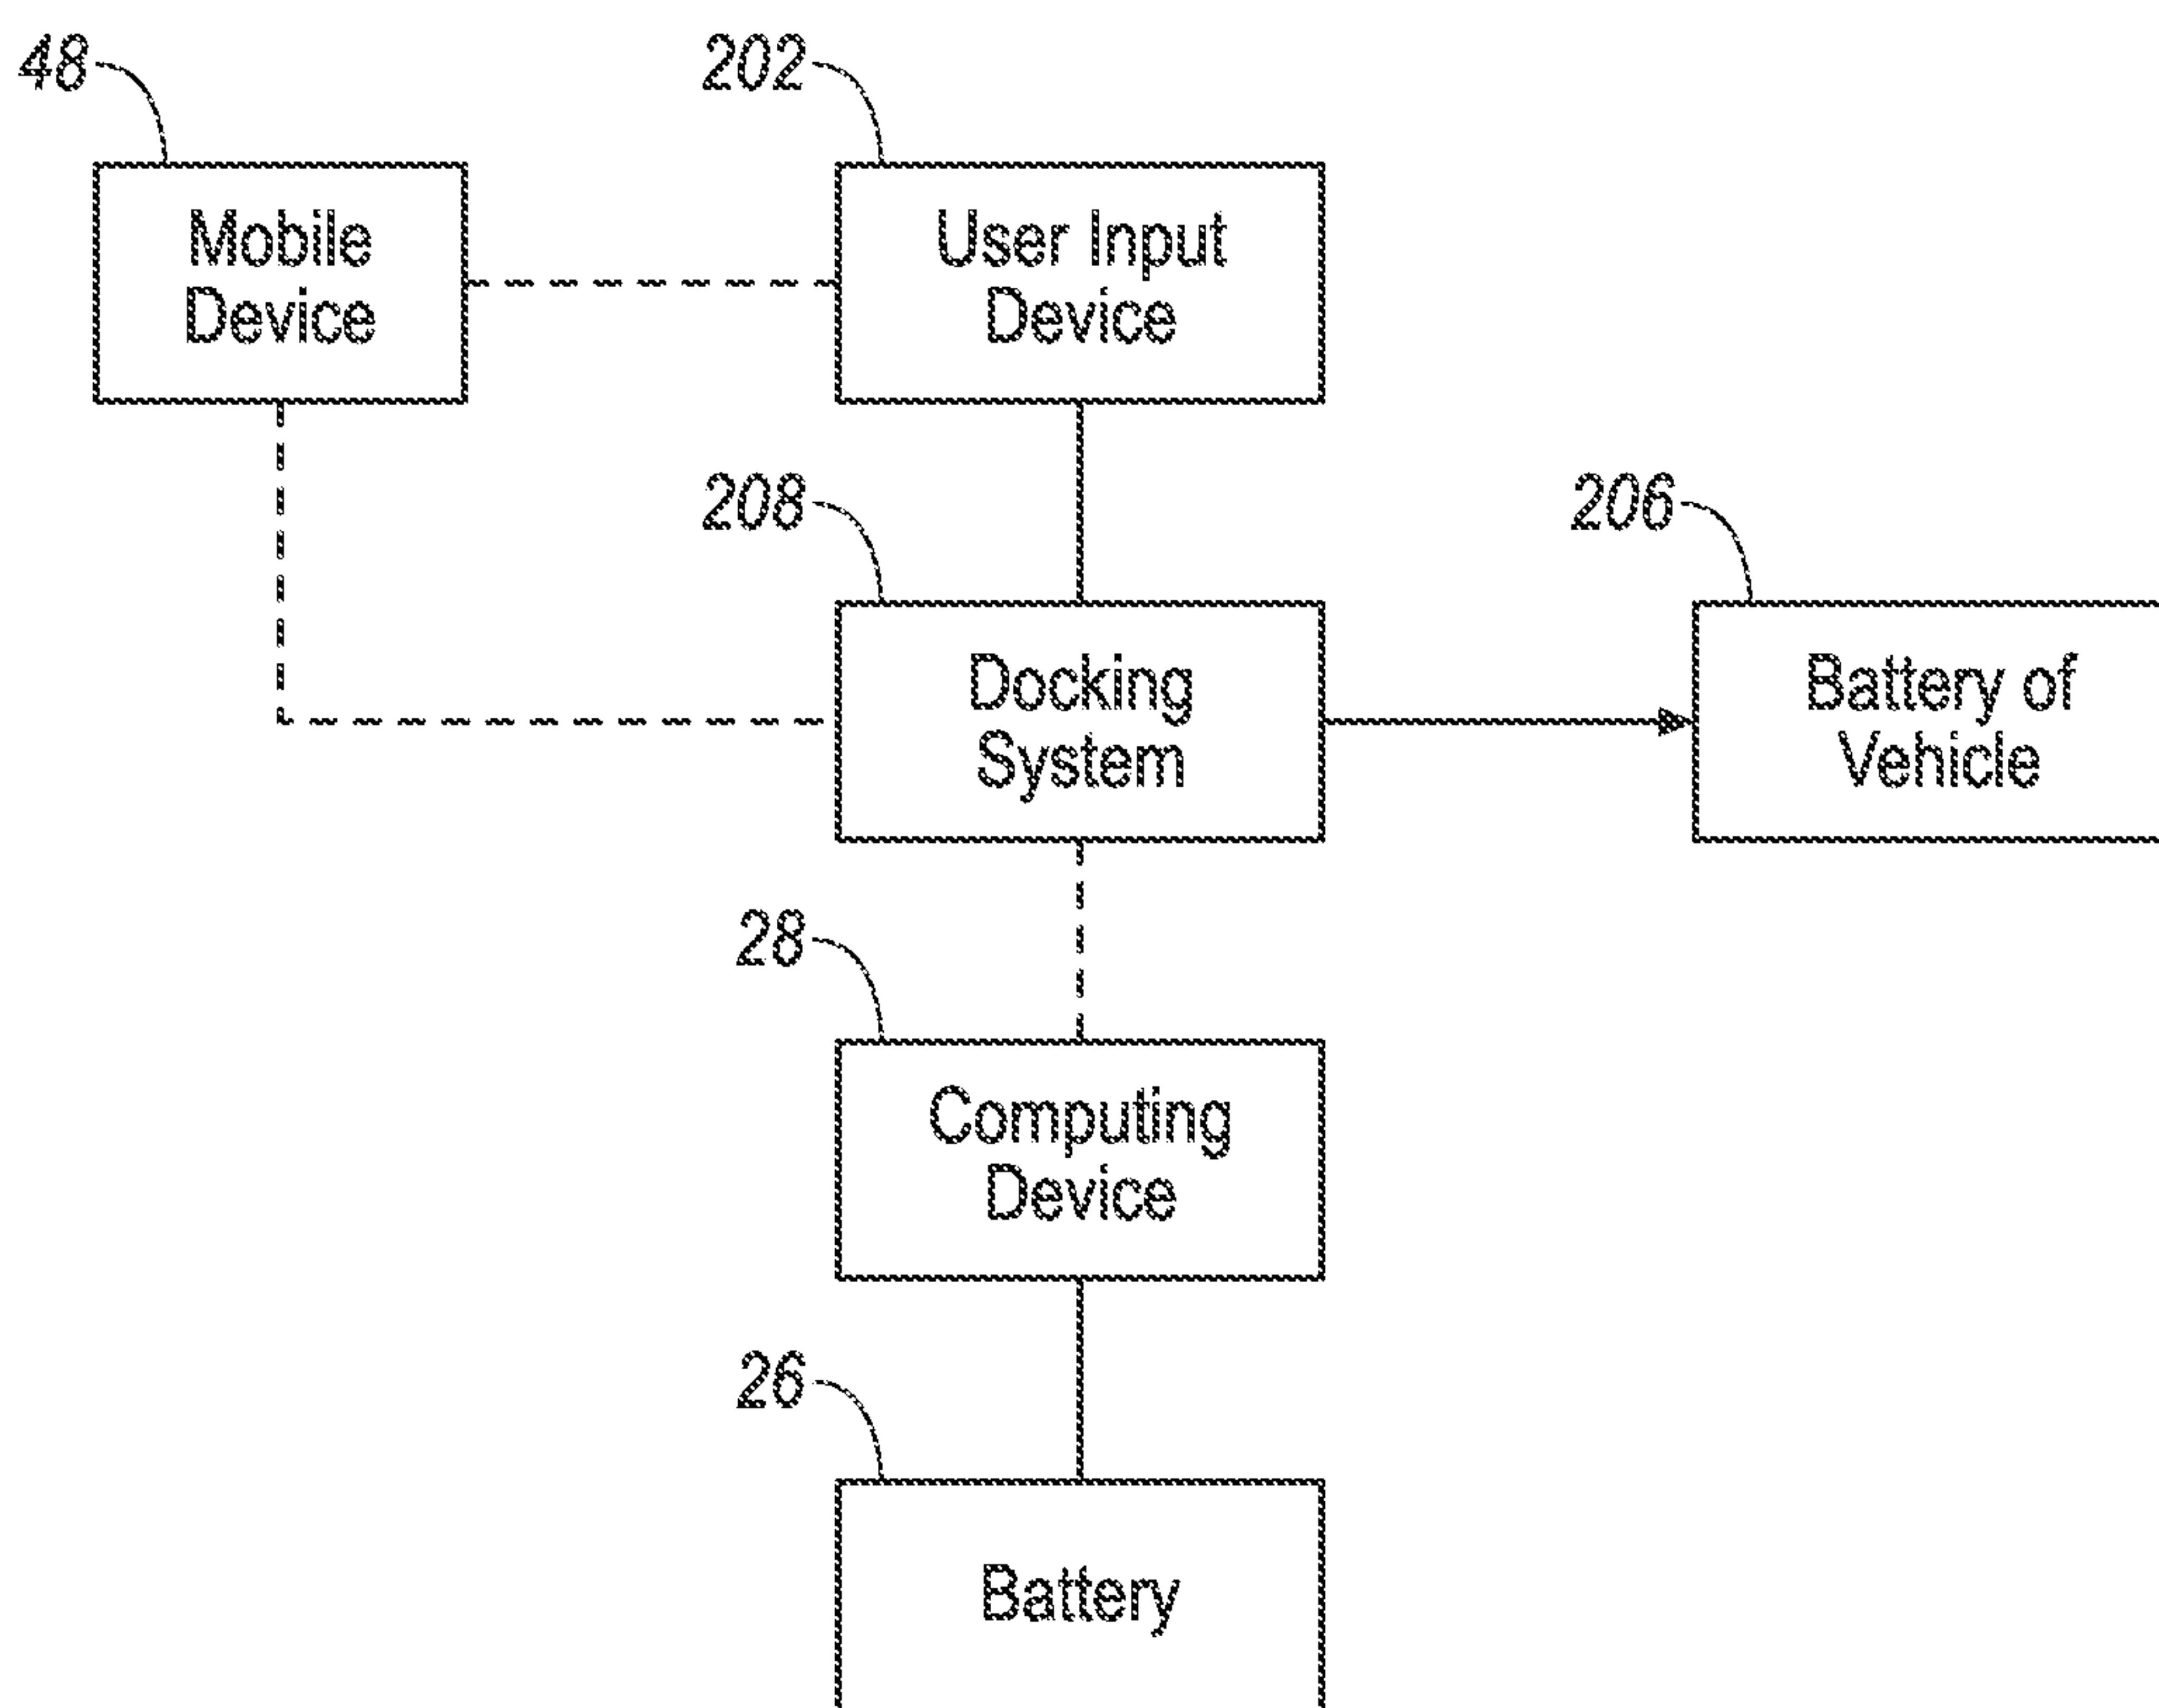 48
202
Mobile
Device
User Input
Device
208
206
Docking
System
Battery of
Vehicle
28
Computing
Device
26
Battery